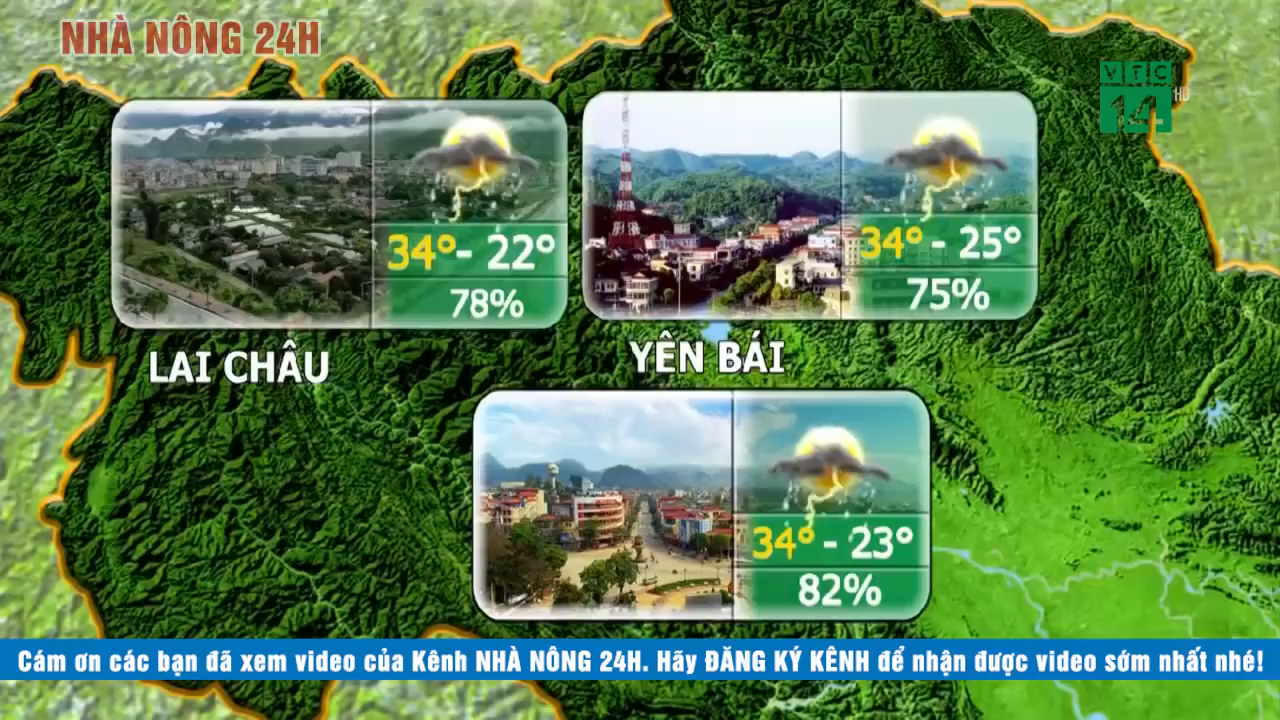 NHÀ NÔNG 24H
VTC
14
HD
34° - 22°
78%
34° - 25°
75%
LAI CHÂU
YÊN BÁI
34° - 23°
82%
Cám ơn các bạn đã xem video của Kênh NHÀ NÔNG 24H. Hãy ĐĂNG KÝ KÊNH để nhận được video sớm nhất nhé!